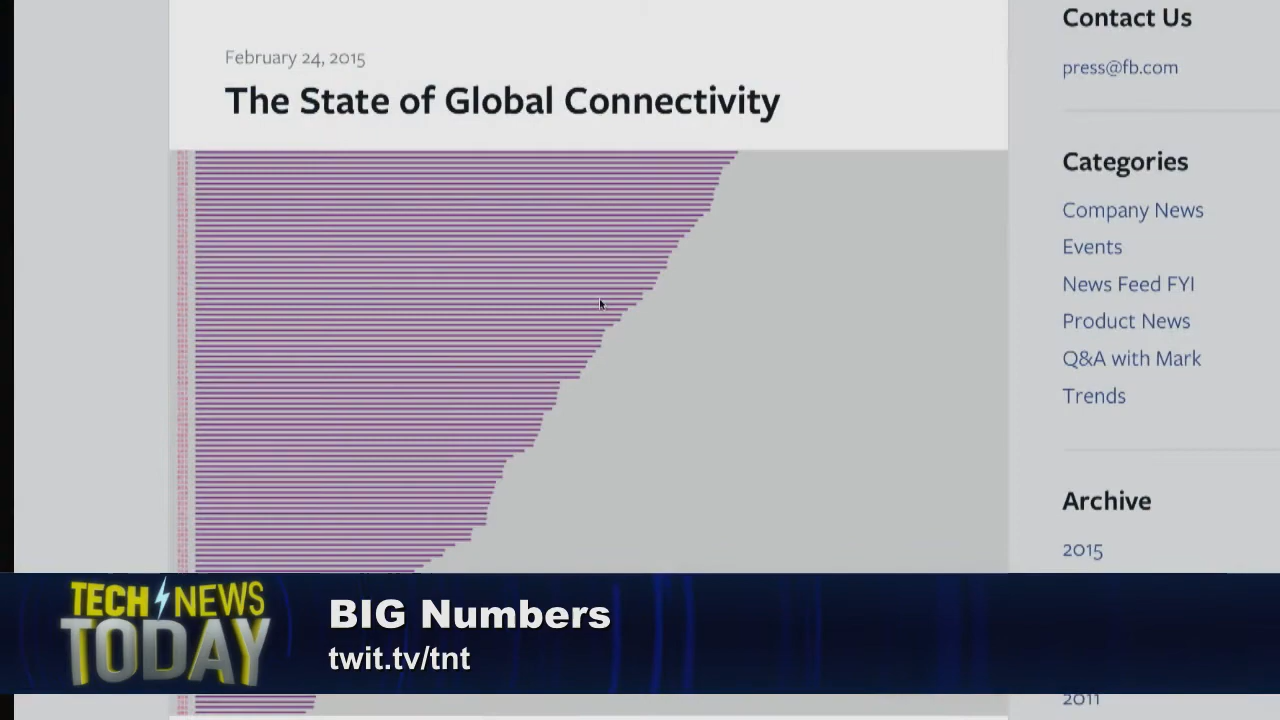 February 24, 2015
The State of Global Connectivity
Contact Us
press@fb.com
Categories
Company News
Events
News Feed FYI
Product News
Q&A with Mark
Trends
Archive
2015
2011
TECH NEWS
TODAY
BIG Numbers
twit.tv/tnt